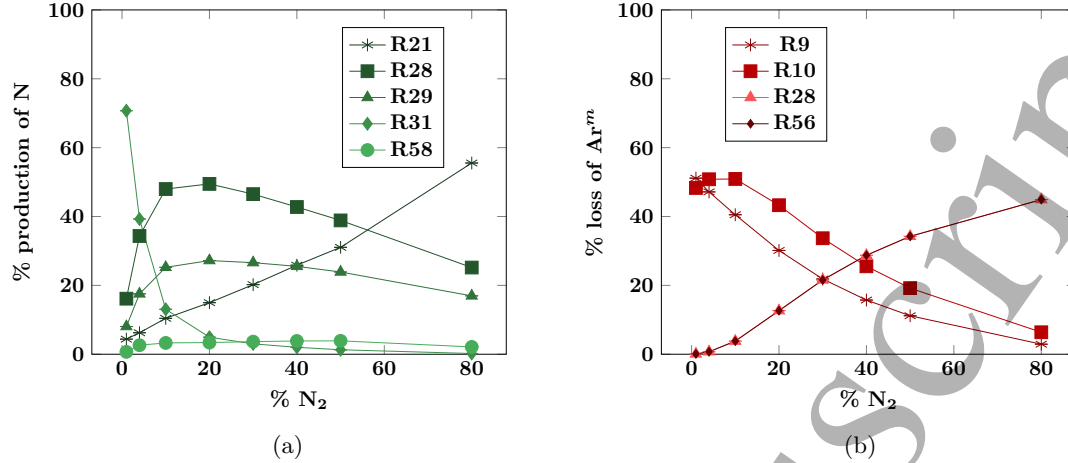 100
80
60
40
20
0
0 20 40 60 80
% production of N
% N₂
R21
R28
R29
R31
R58
(a)
100
80
60
40
20
0
0 20 40 60 80
% loss of Arᵐ
% N₂
R9
R10
R28
R56
(b)
scrip